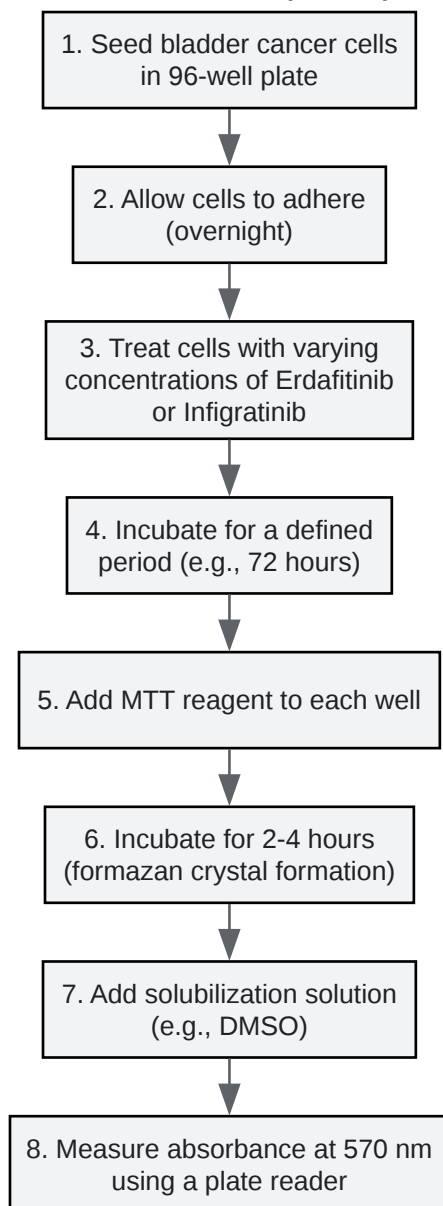 1. Seed bladder cancer cells
in 96-well plate
2. Allow cells to adhere
(overnight)
3. Treat cells with varying
concentrations of Erdafitinib
or Infigratinib
4. Incubate for a defined
period (e.g., 72 hours)
5. Add MTT reagent to each well
6. Incubate for 2-4 hours
(formazan crystal formation)
7. Add solubilization solution
(e.g., DMSO)
8. Measure absorbance at 570 nm
using a plate reader